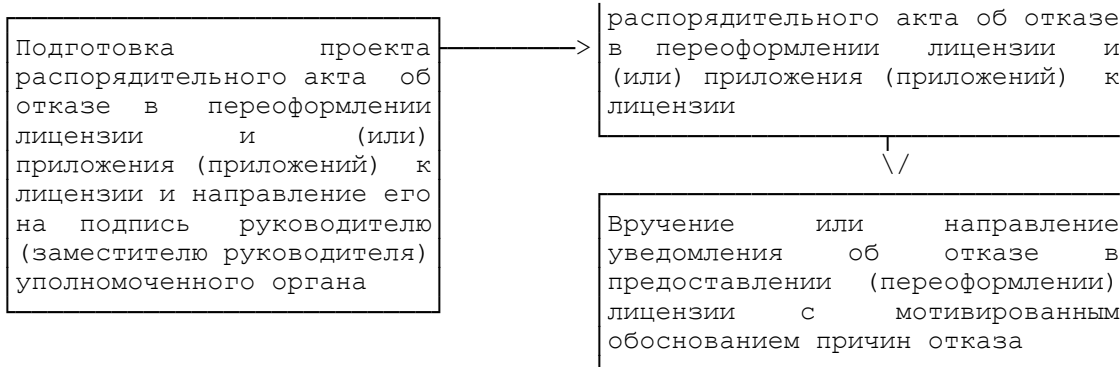 Подготовка проекта
распорядительного акта об
отказе в переоформлении
лицензии и (или)
приложения (приложений) к
лицензии и направление его
на подпись руководителю
(заместителю руководителя)
уполномоченного органа
распорядительного акта об отказе
в переоформлении лицензии и
(или) приложения (приложений) к
лицензии
Вручение или направление
уведомления об отказе в
предоставлении (переоформлении)
лицензии с мотивированным
обоснованием причин отказа